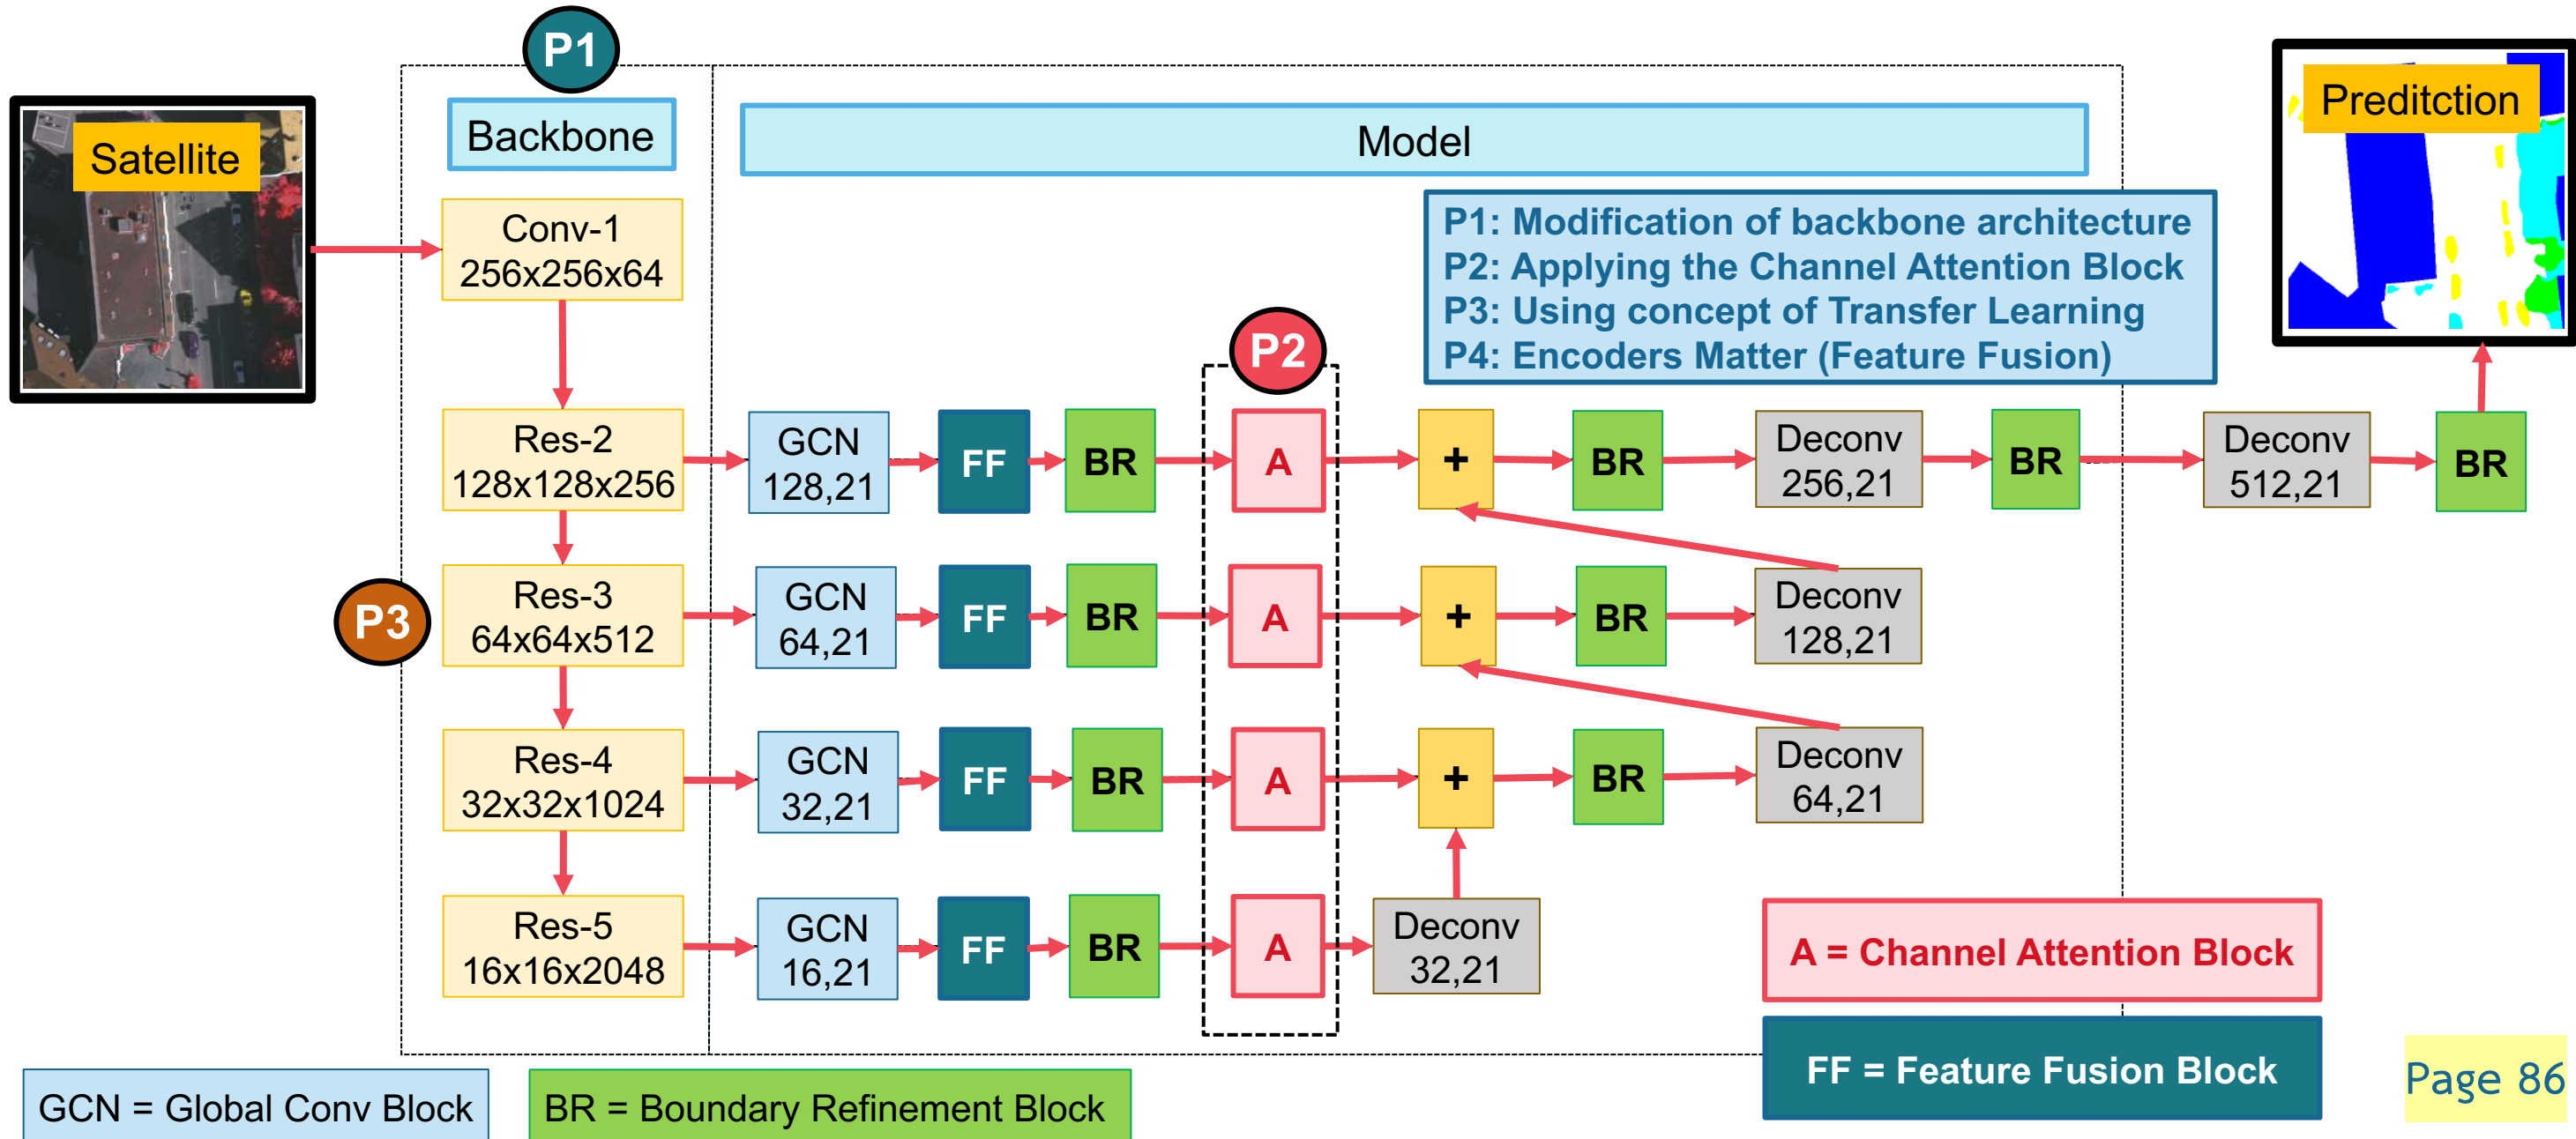 P1
Backbone
Model
Satellite
Preditction
Conv-1
256x256x64
P1: Modification of backbone architecture
P2: Applying the Channel Attention Block
P3: Using concept of Transfer Learning
P4: Encoders Matter (Feature Fusion)
P2
Res-2
128x128x256
GCN
128,21
FF
BR
A
+
BR
Deconv
256,21
BR
Deconv
512,21
BR
P3
Res-3
64x64x512
GCN
64,21
FF
BR
A
+
BR
Deconv
128,21
Res-4
32x32x1024
GCN
32,21
FF
BR
A
+
BR
Deconv
64,21
Res-5
16x16x2048
GCN
16,21
FF
BR
A
Deconv
32,21
A = Channel Attention Block
FF = Feature Fusion Block
GCN = Global Conv Block
BR = Boundary Refinement Block
Page 86